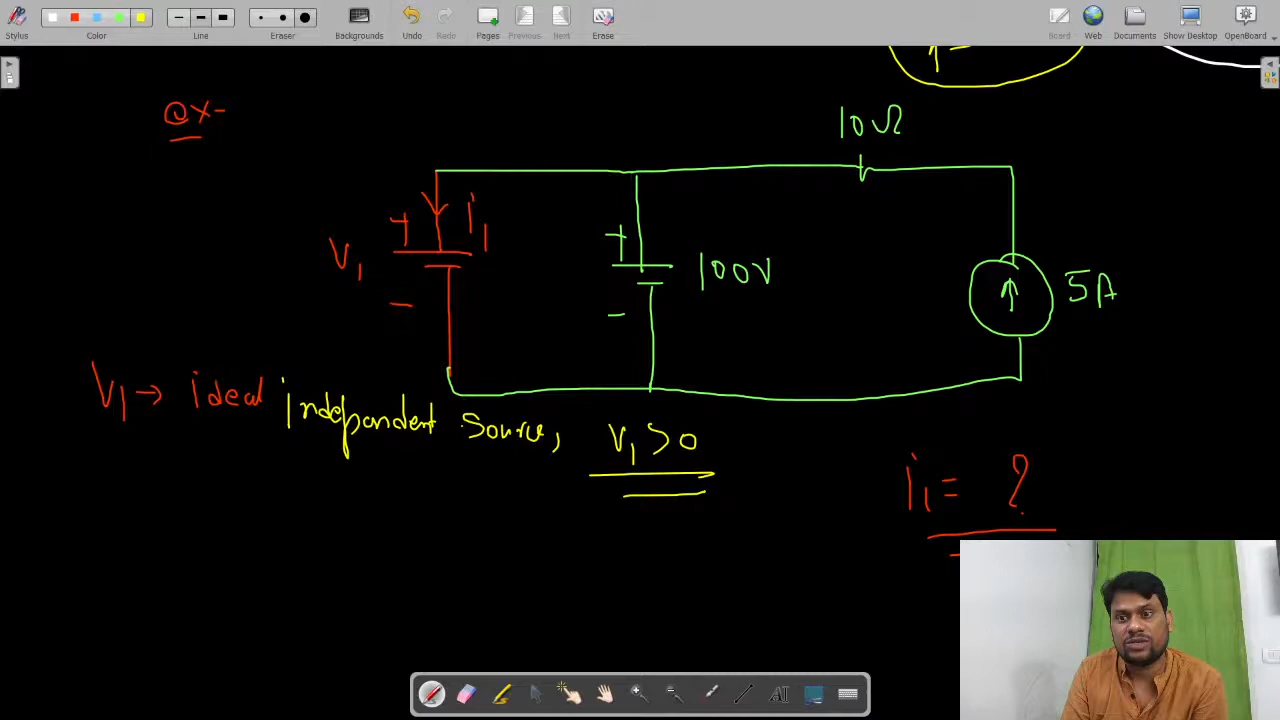 Stylus
Color
Line
Eraser
Backgrounds
Undo
Redo
Pages
Previous
Next
Erase
Board
Web
Documents
Show Desktop
OpenBoard
ex-
10Ω
+
i1
V1
-
+
100V
-
5A
V1 → ideal independent source, V1 > 0
i1 = ?